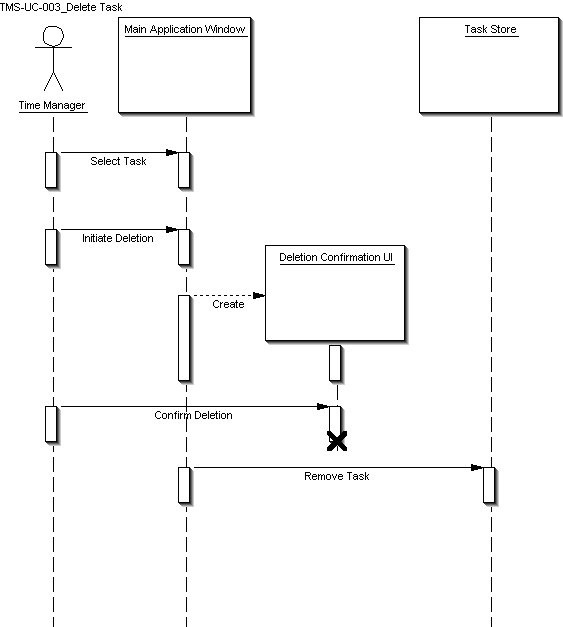 TMS-UC-003_Delete Task
Main Application Window
Task Store
Time Manager
Select Task
Initiate Deletion
Deletion Confirmation UI
Create
Confirm Deletion
Remove Task